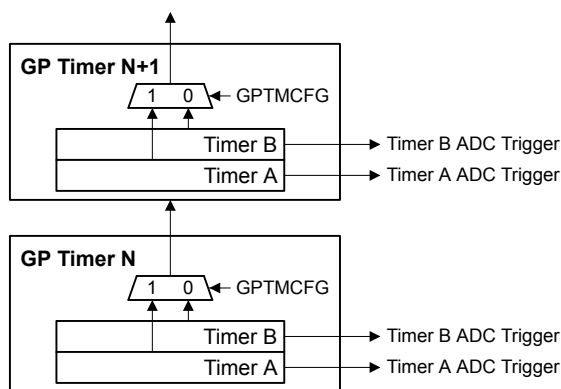 GP Timer N+1
1 0
GPTMCFG
Timer B
Timer B ADC Trigger
Timer A
Timer A ADC Trigger
GP Timer N
1 0
GPTMCFG
Timer B
Timer B ADC Trigger
Timer A
Timer A ADC Trigger